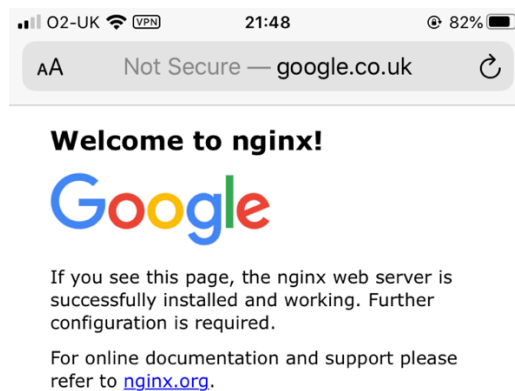 O2-UK VPN 21:48 82%
AA Not Secure — google.co.uk
Welcome to nginx!
Google
If you see this page, the nginx web server is
successfully installed and working. Further
configuration is required.
For online documentation and support please
refer to nginx.org.